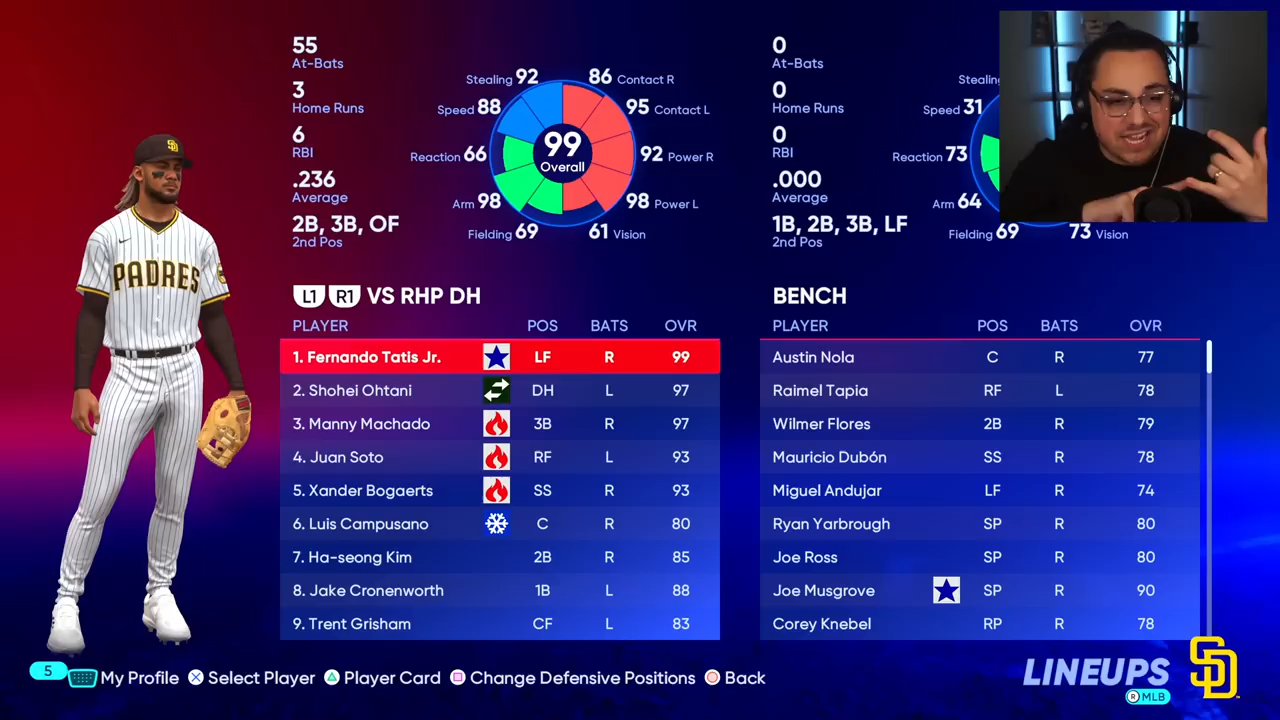 55
At-Bats
3
Home Runs
6
RBI
.236
Average
2B, 3B, OF
2nd Pos
Stealing 92
86 Contact R
Speed 88
95 Contact L
Reaction 66
99
Overall
92 Power R
Arm 98
98 Power L
Fielding 69
61 Vision
0
At-Bats
0
Home Runs
0
RBI
.000
Average
1B, 2B, 3B, LF
2nd Pos
Speed 31
Reaction 73
Arm 64
Fielding 69
73 Vision
SD
PADRES
L1 R1 VS RHP DH
PLAYER POS BATS OVR
1. Fernando Tatis Jr. LF R 99
2. Shohei Ohtani DH L 97
3. Manny Machado 3B R 97
4. Juan Soto RF L 93
5. Xander Bogaerts SS R 93
6. Luis Campusano C R 80
7. Ha-seong Kim 2B R 85
8. Jake Cronenworth 1B L 88
9. Trent Grisham CF L 83
BENCH
PLAYER POS BATS OVR
Austin Nola C R 77
Raimel Tapia RF L 78
Wilmer Flores 2B R 79
Mauricio Dubón SS R 78
Miguel Andujar LF R 74
Ryan Yarbrough SP R 80
Joe Ross SP R 80
Joe Musgrove SP R 90
Corey Knebel RP R 78
5 My Profile Select Player Player Card Change Defensive Positions Back
LINEUPS SD
R MLB